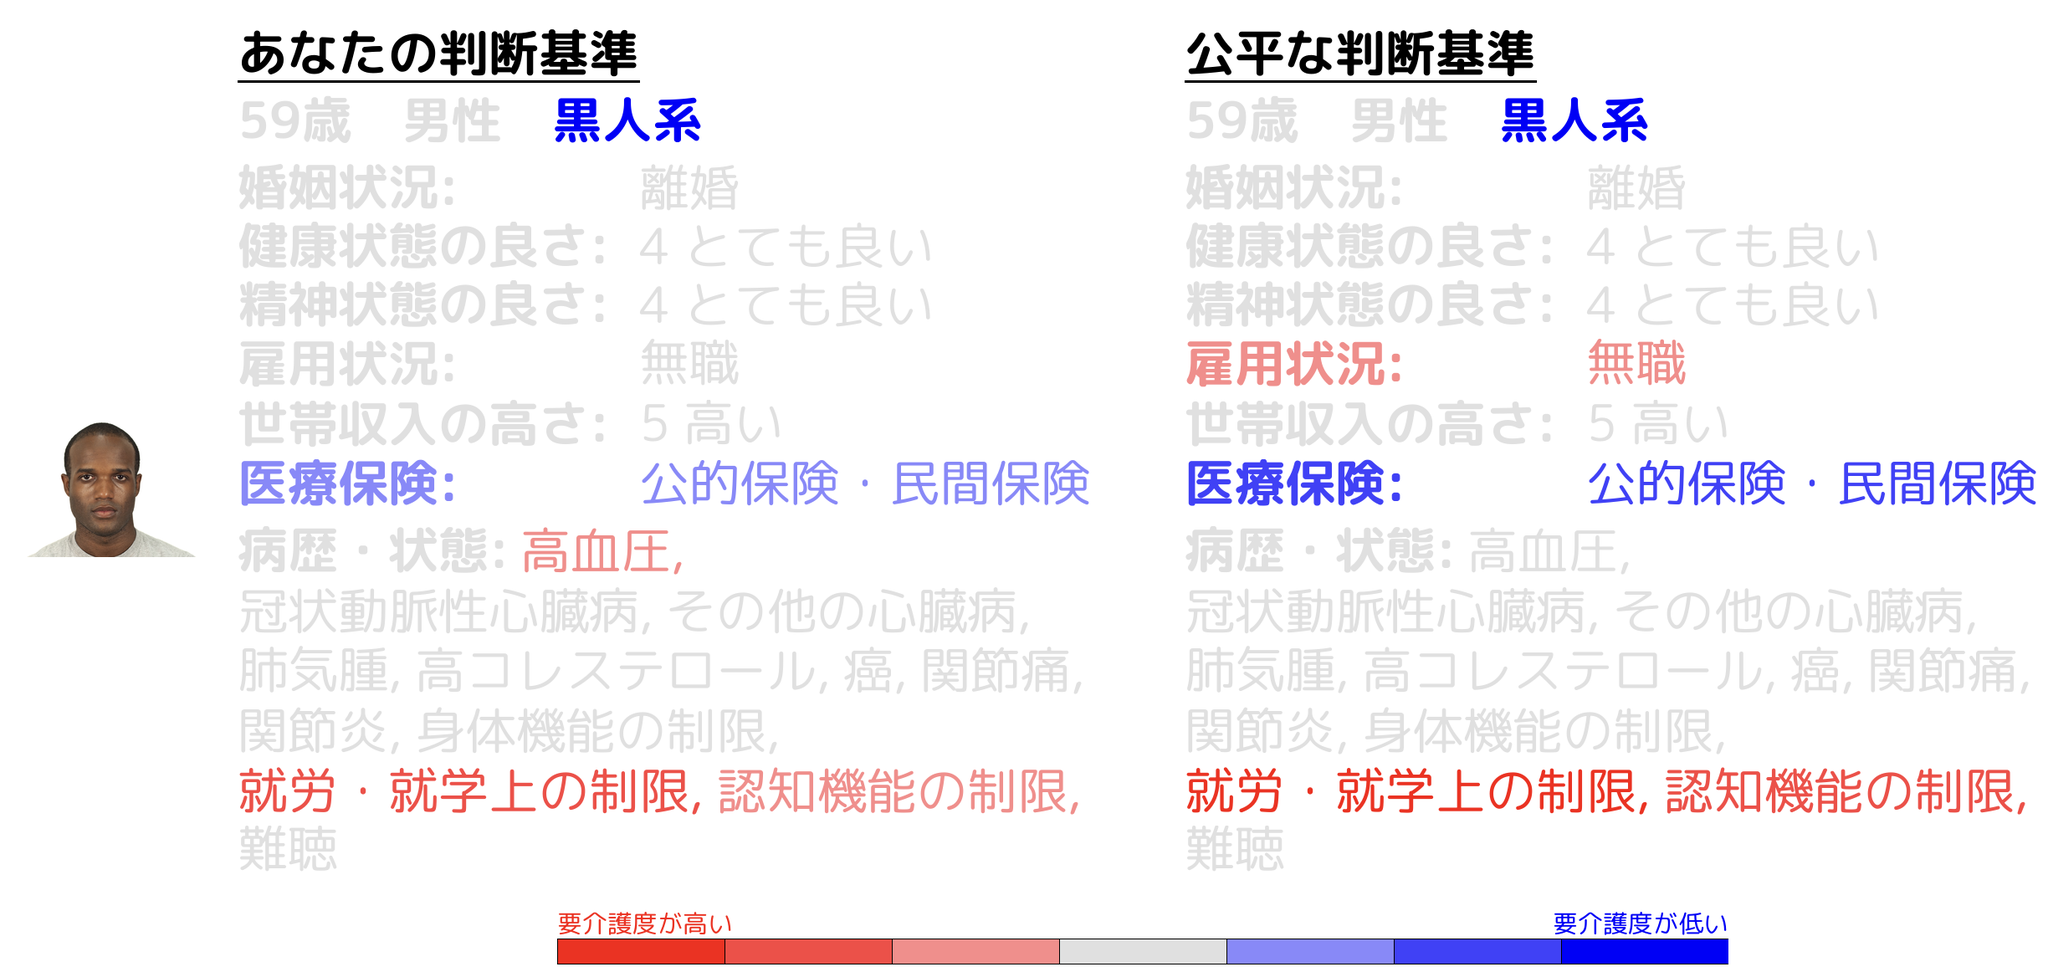 あなたの判断基準
59歳 男性 黒人系
婚姻状況: 離婚
健康状態の良さ: 4 とても良い
精神状態の良さ: 4 とても良い
雇用状況: 無職
世帯収入の高さ: 5 高い
医療保険: 公的保険・民間保険
病歴・状態: 高血圧,
冠状動脈性心臓病, その他の心臓病,
肺気腫, 高コレステロール, 癌, 関節痛,
関節炎, 身体機能の制限,
就労・就学上の制限, 認知機能の制限,
難聴
公平な判断基準
59歳 男性 黒人系
婚姻状況: 離婚
健康状態の良さ: 4 とても良い
精神状態の良さ: 4 とても良い
雇用状況: 無職
世帯収入の高さ: 5 高い
医療保険: 公的保険・民間保険
病歴・状態: 高血圧,
冠状動脈性心臓病, その他の心臓病,
肺気腫, 高コレステロール, 癌, 関節痛,
関節炎, 身体機能の制限,
就労・就学上の制限, 認知機能の制限,
難聴
要介護度が高い 要介護度が低い